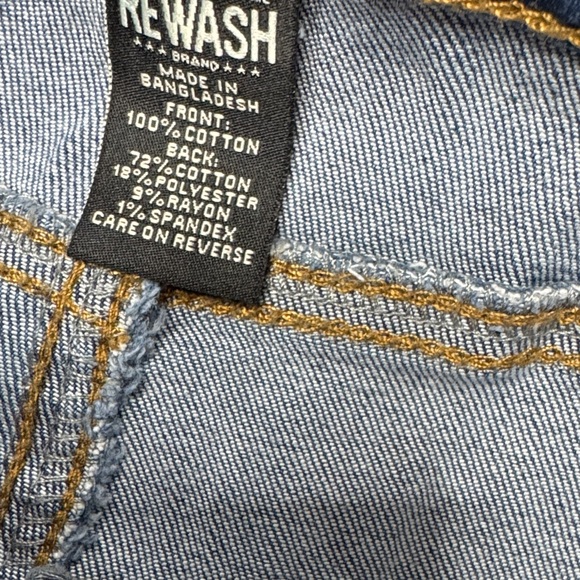 REWASH
BRAND
MADE IN
BANGLADESH
FRONT:
100% COTTON
BACK:
72% COTTON
18% POLYESTER
9% RAYON
1% SPANDEX
CARE ON REVERSE